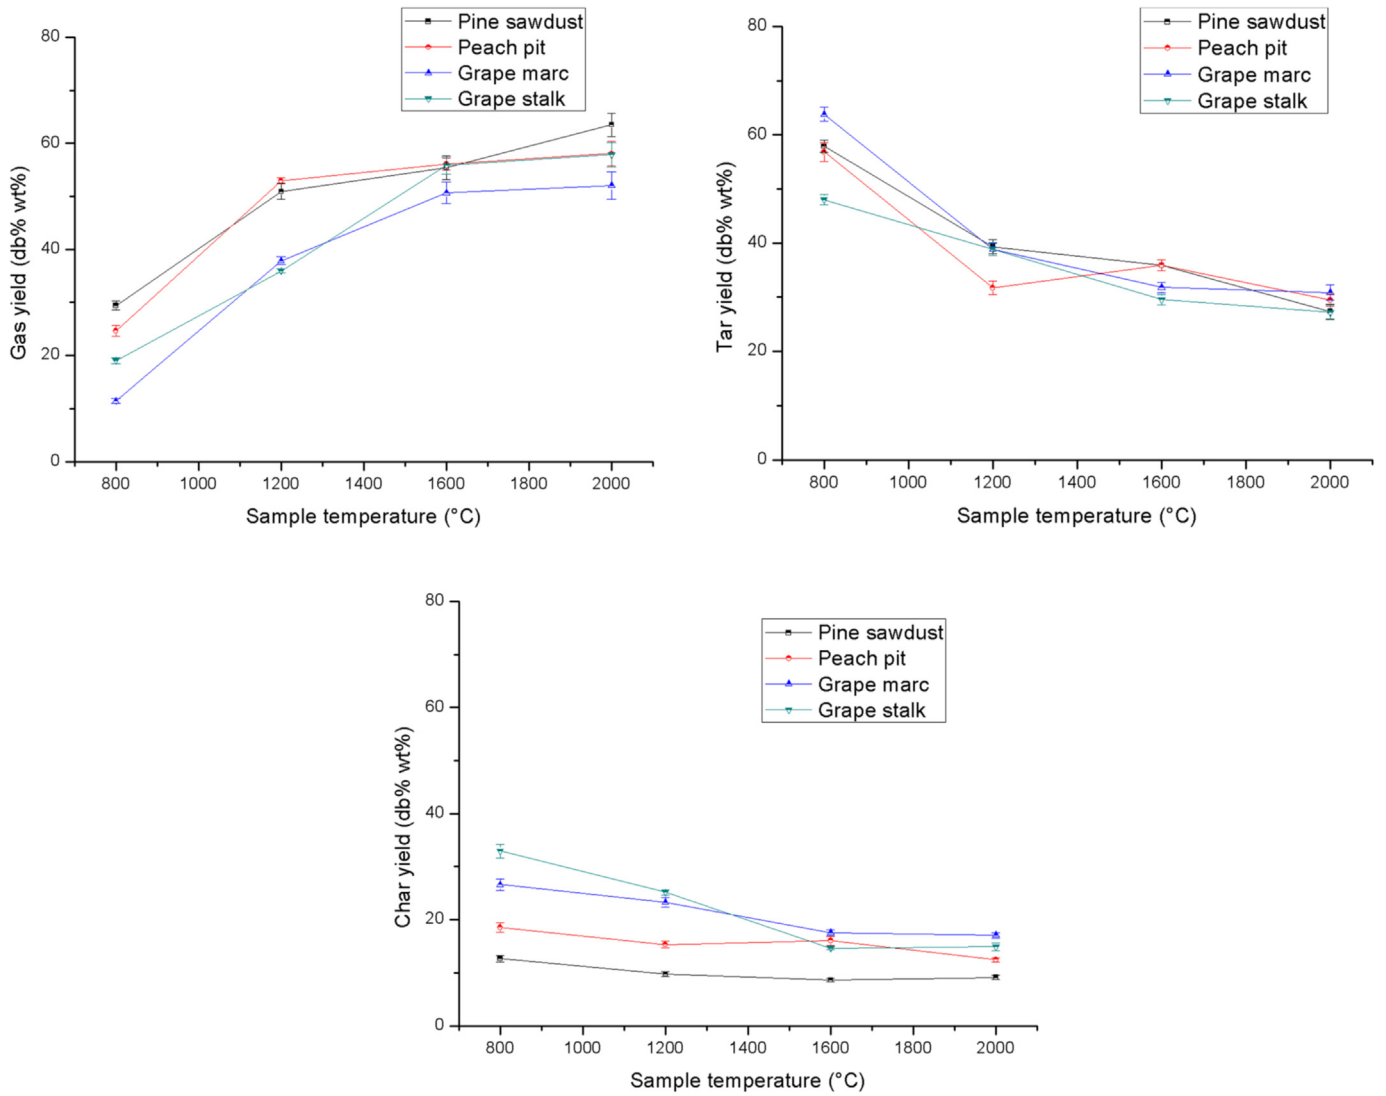 Pine sawdust
Peach pit
Grape marc
Grape stalk
80
60
40
20
0
Gas yield (db% wt%)
800 1000 1200 1400 1600 1800 2000
Sample temperature (°C)
Pine sawdust
Peach pit
Grape marc
Grape stalk
80
60
40
20
0
Tar yield (db% wt%)
800 1000 1200 1400 1600 1800 2000
Sample temperature (°C)
Pine sawdust
Peach pit
Grape marc
Grape stalk
80
60
40
20
0
Char yield (db% wt%)
800 1000 1200 1400 1600 1800 2000
Sample temperature (°C)